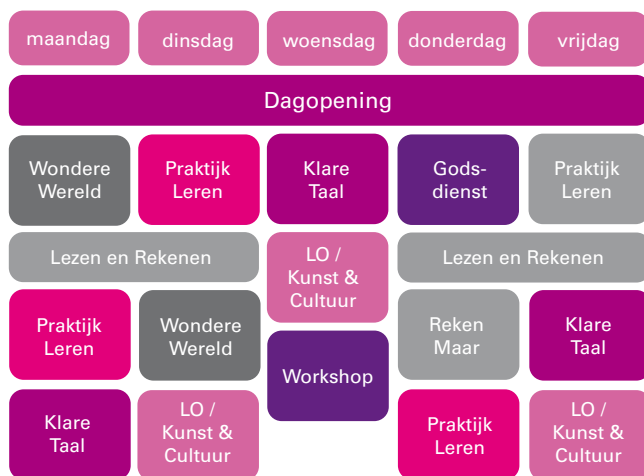 maandag
dinsdag
woensdag
donderdag
vrijdag
Dagopening
Wondere
Wereld
Praktijk
Leren
Klare
Taal
Gods-
dienst
Praktijk
Leren
Lezen en Rekenen
LO /
Kunst &
Cultuur
Lezen en Rekenen
Praktijk
Leren
Wondere
Wereld
Workshop
Reken
Maar
Klare
Taal
Klare
Taal
LO /
Kunst &
Cultuur
Praktijk
Leren
LO /
Kunst &
Cultuur